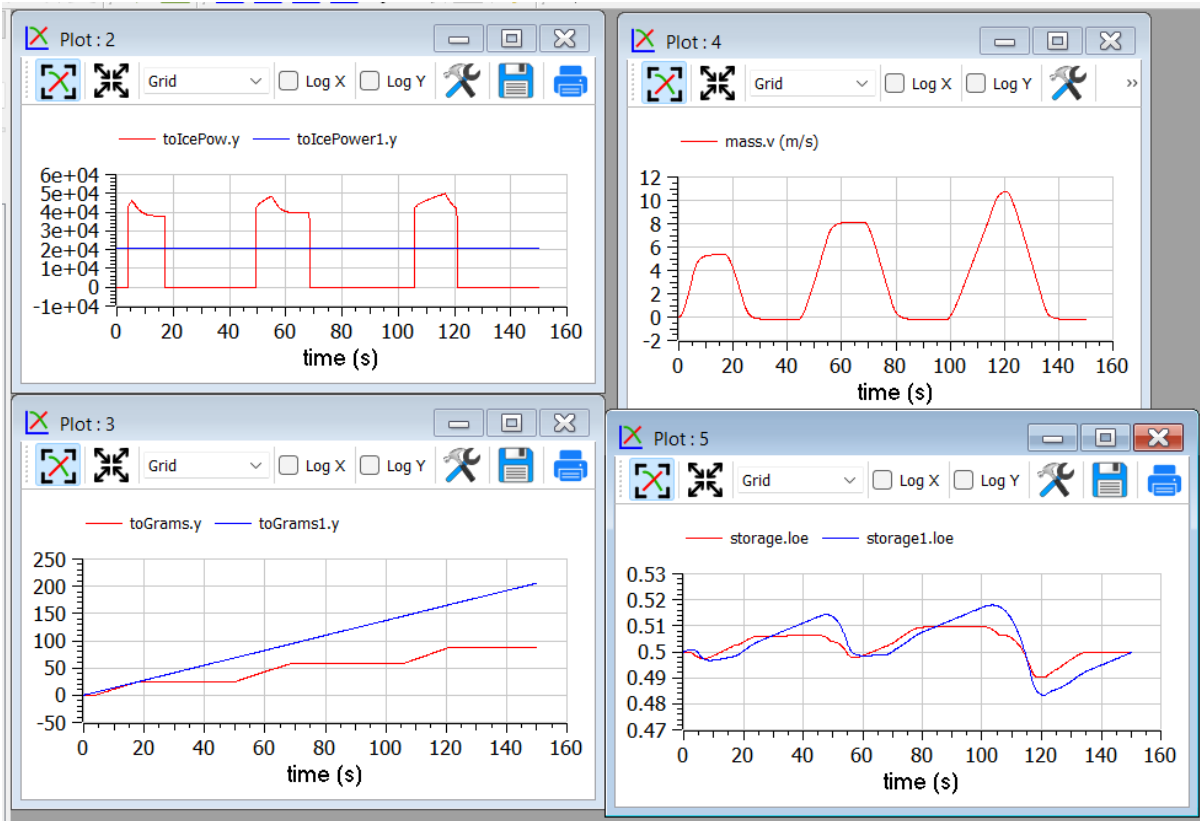 Plot : 2
Grid Log X Log Y
toIcePow.y toIcePower1.y
6e+04
5e+04
4e+04
3e+04
2e+04
1e+04
0
-1e+04
0 20 40 60 80 100 120 140 160
time (s)
Plot : 4
Grid Log X Log Y »
mass.v (m/s)
12
10
8
6
4
2
0
-2
0 20 40 60 80 100 120 140 160
time (s)
Plot : 3
Grid Log X Log Y
toGrams.y toGrams1.y
250
200
150
100
50
0
-50
0 20 40 60 80 100 120 140 160
time (s)
Plot : 5
Grid Log X Log Y
storage.loe storage1.loe
0.53
0.52
0.51
0.5
0.49
0.48
0.47
0 20 40 60 80 100 120 140 160
time (s)